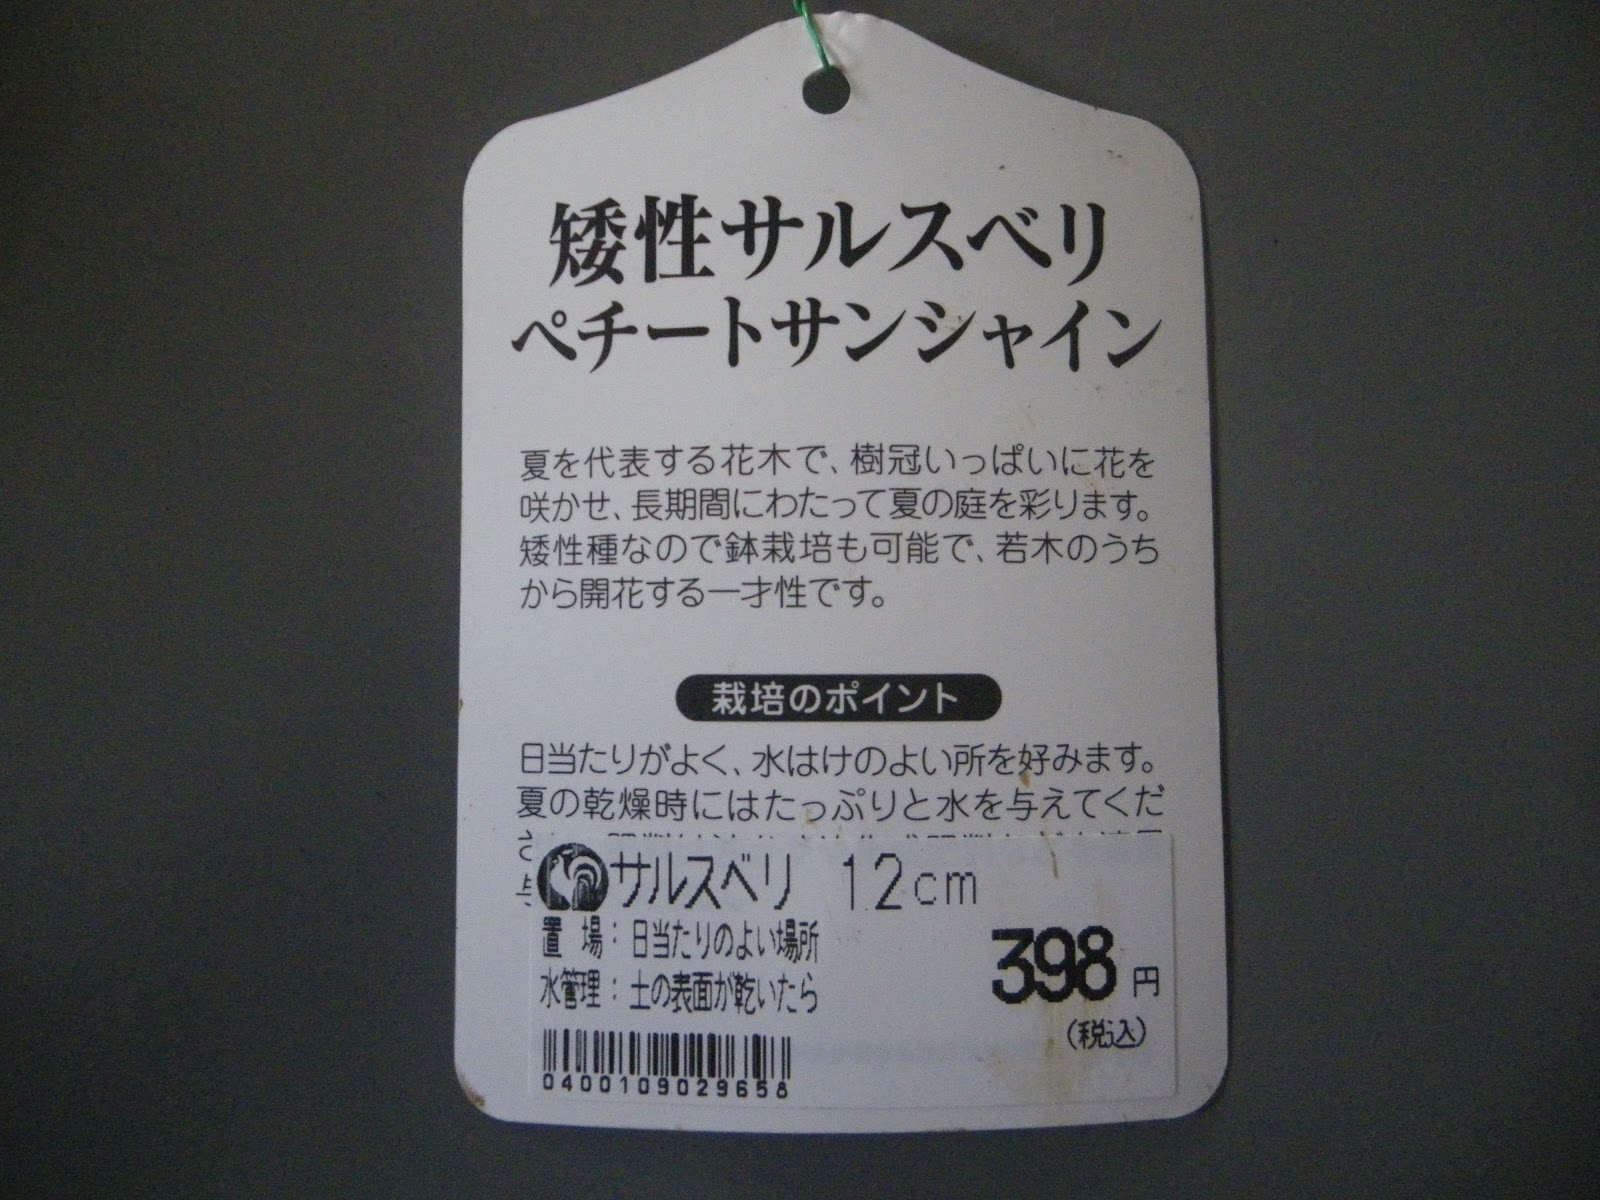 矮性サルスベリ
ペチートサンシャイン
夏を代表する花木で、樹冠いっぱいに花を
咲かせ、長期間にわたって夏の庭を彩ります。
矮性種なので鉢栽培も可能で、若木のうち
から開花する一才性です。
栽培のポイント
日当たりがよく、水はけのよい所を好みます。
夏の乾燥時にはたっぷりと水を与えてくだ
サルスベリ 12cm
置 場：日当たりのよい場所
水管理：土の表面が乾いたら
398円
(税込)
0400109029658